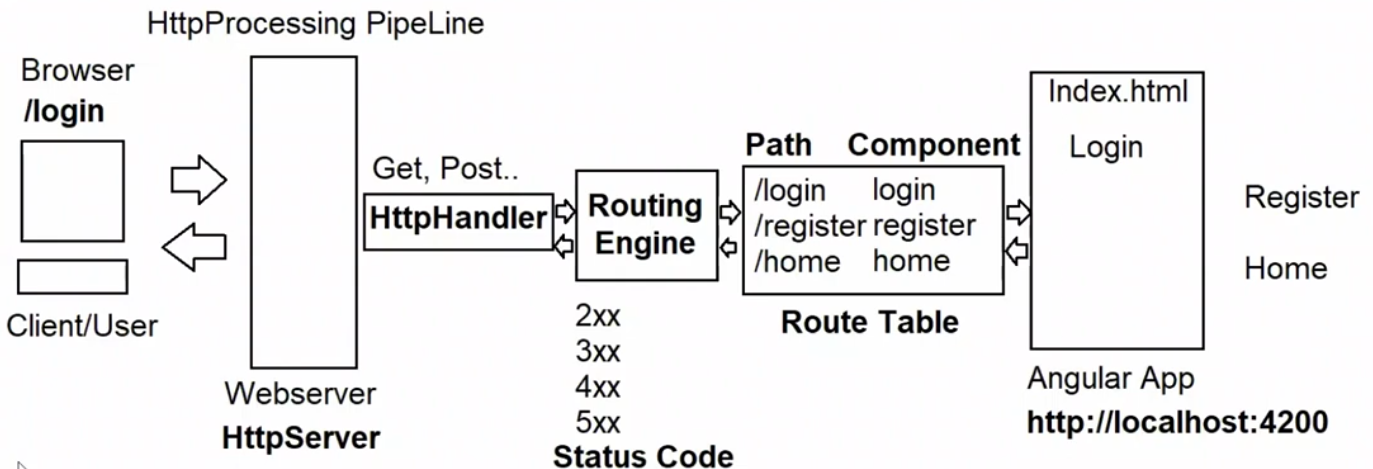 HttpProcessing PipeLine
Browser
/login
Client/User
Webserver
HttpServer
Get, Post..
HttpHandler
Routing
Engine
2xx
3xx
4xx
5xx
Status Code
Path Component
/login login
/register register
/home home
Route Table
Index.html
Login
Angular App
http://localhost:4200
Register
Home